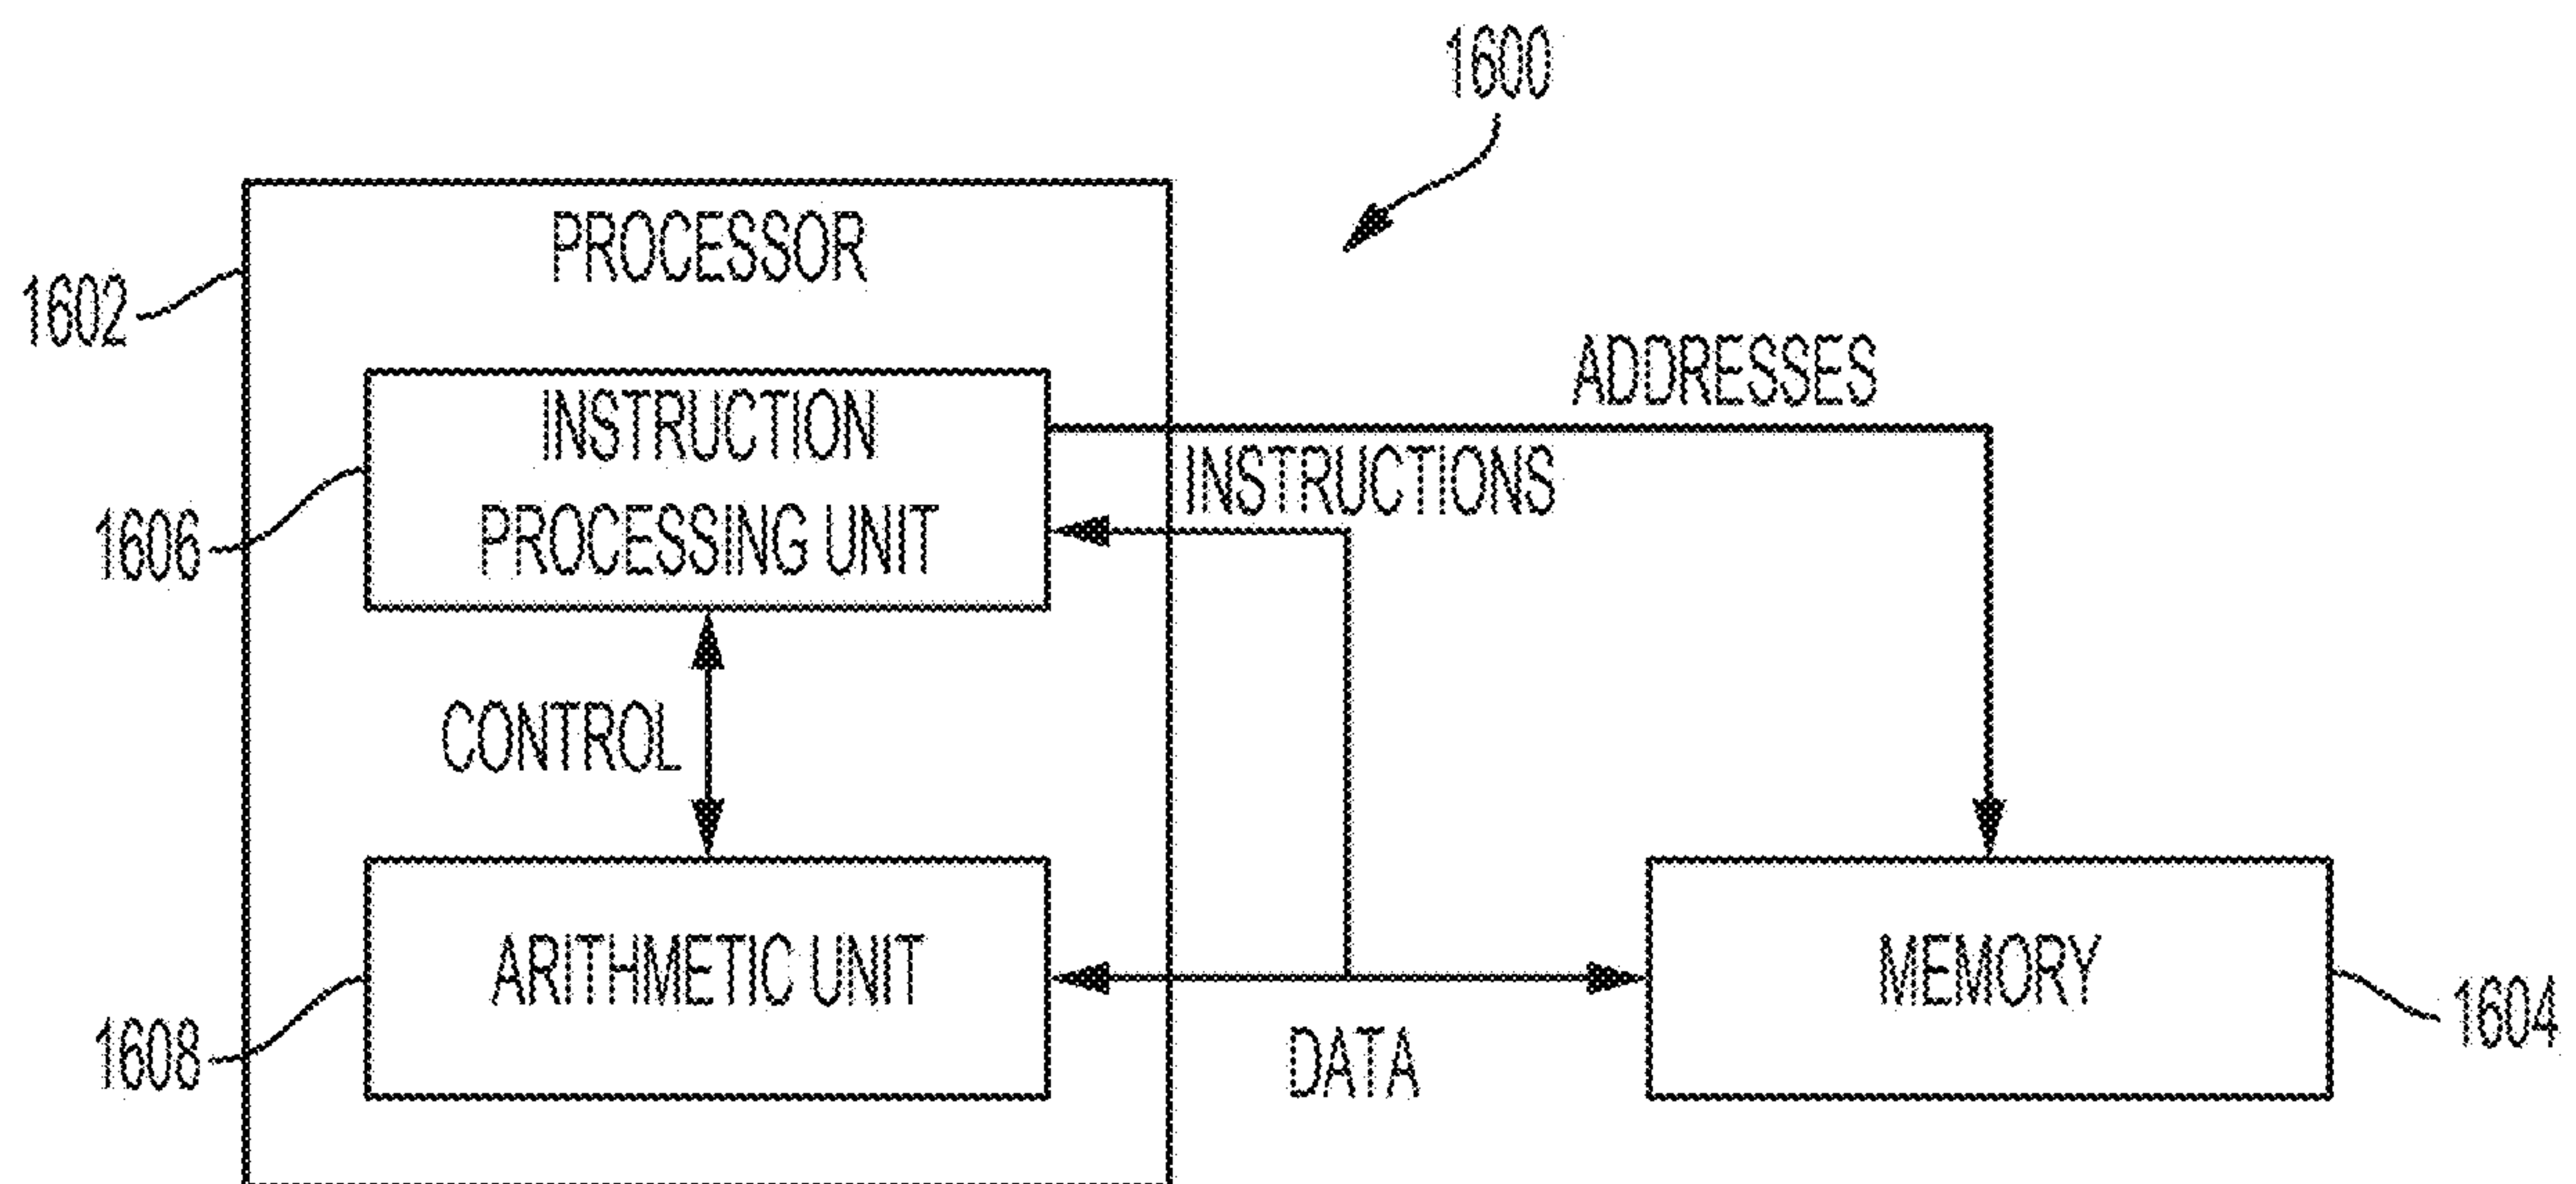 1600
PROCESSOR
1602
ADDRESSES
INSTRUCTION
PROCESSING UNIT
INSTRUCTIONS
1606
CONTROL
ARITHMETIC UNIT
MEMORY
1608
DATA
1604